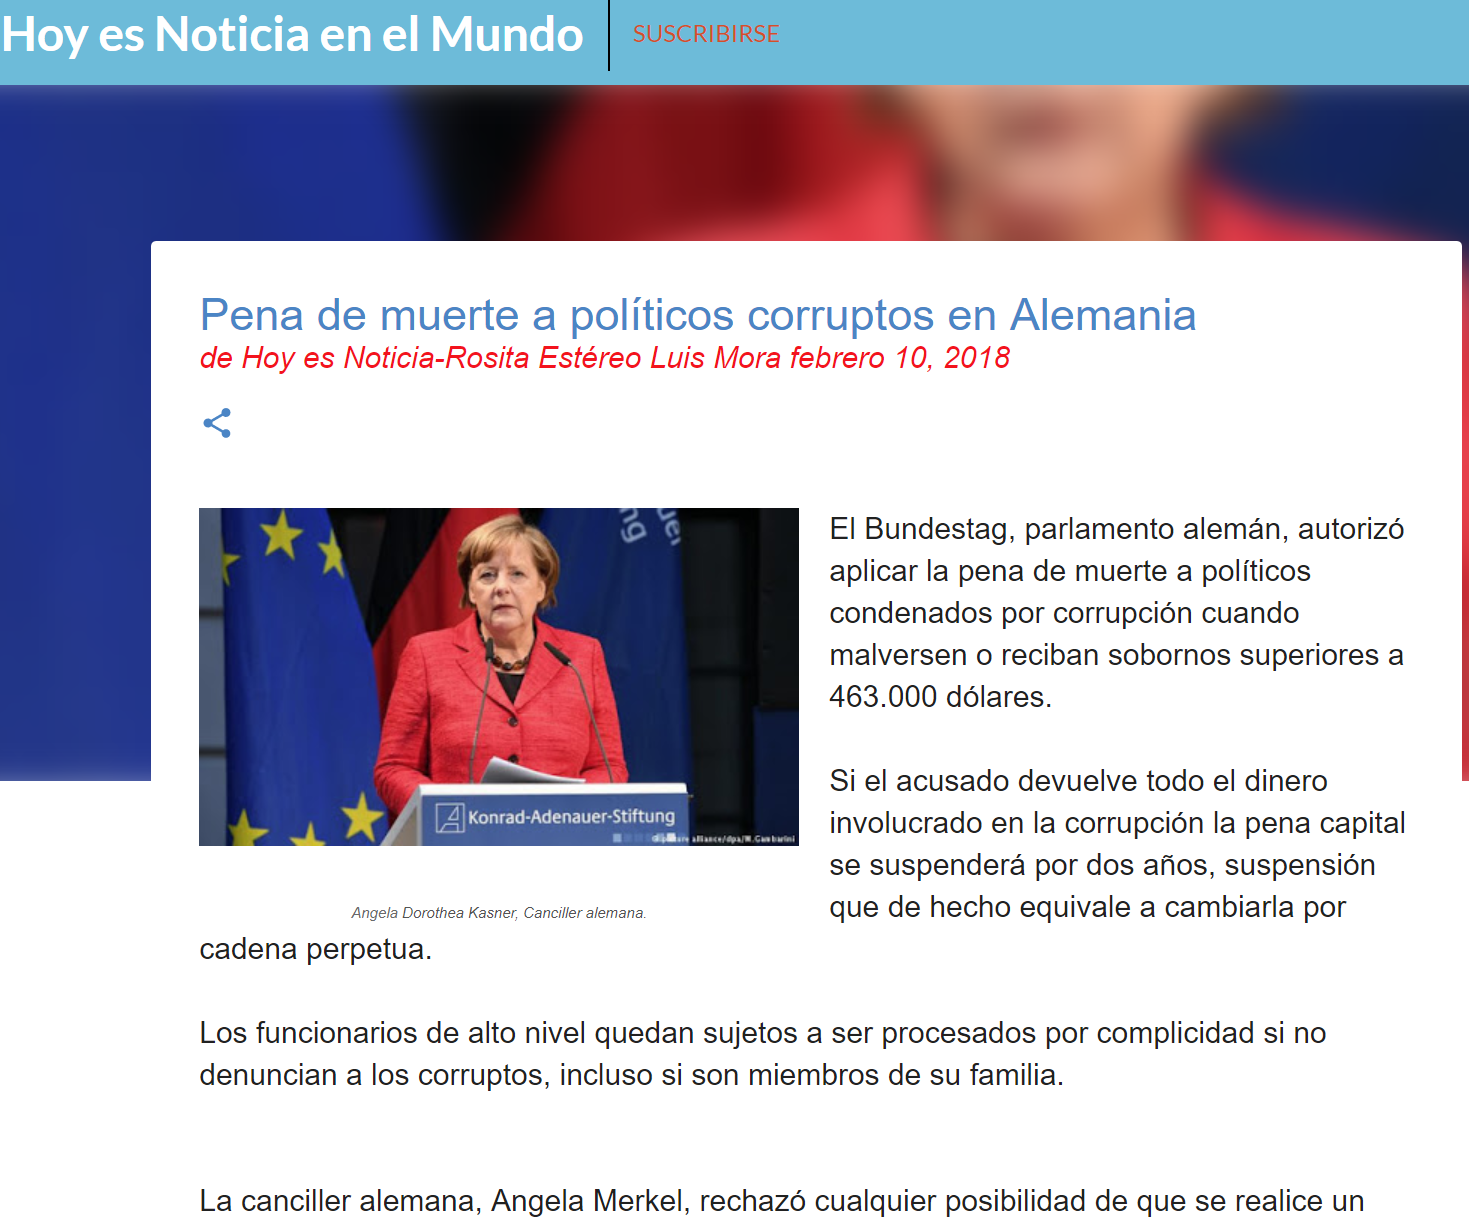 Hoy es Noticia en el Mundo
SUSCRIBIRSE
Pena de muerte a políticos corruptos en Alemania
de Hoy es Noticia-Rosita Estéreo Luis Mora febrero 10, 2018
ng
uer
Konrad-Adenauer-Stiftung
alliance/dpa/M.Gambarini
Angela Dorothea Kasner, Canciller alemana.
El Bundestag, parlamento alemán, autorizó
aplicar la pena de muerte a políticos
condenados por corrupción cuando
malversen o reciban sobornos superiores a
463.000 dólares.
Si el acusado devuelve todo el dinero
involucrado en la corrupción la pena capital
se suspenderá por dos años, suspensión
que de hecho equivale a cambiarla por
cadena perpetua.
Los funcionarios de alto nivel quedan sujetos a ser procesados por complicidad si no
denuncian a los corruptos, incluso si son miembros de su familia.
La canciller alemana, Angela Merkel, rechazó cualquier posibilidad de que se realice un